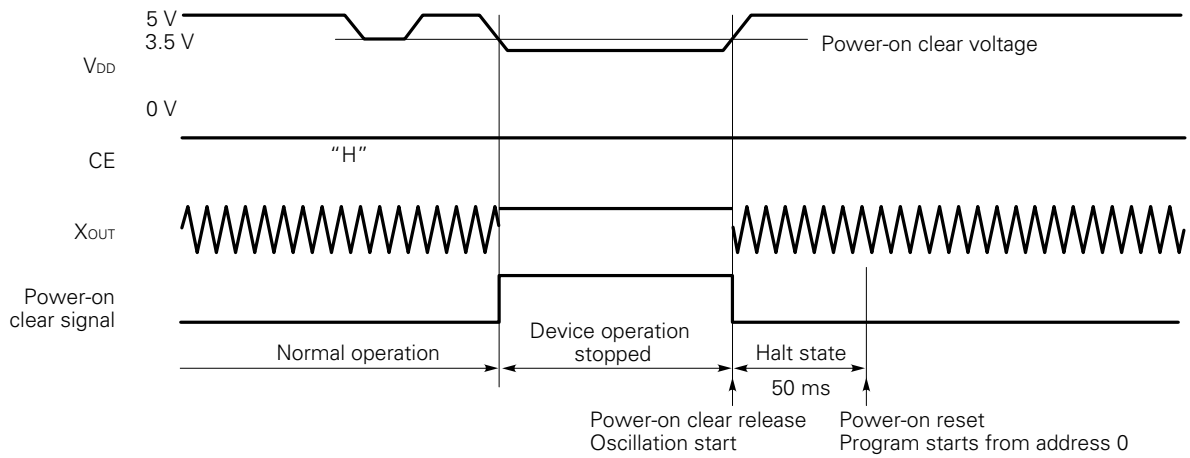 5 V
3.5 V
Power-on clear voltage
VDD
0 V
“H”
CE
XOUT
Power-on
clear signal
Normal operation
Device operation
stopped
Halt state
50 ms
Power-on clear release
Oscillation start
Power-on reset
Program starts from address 0